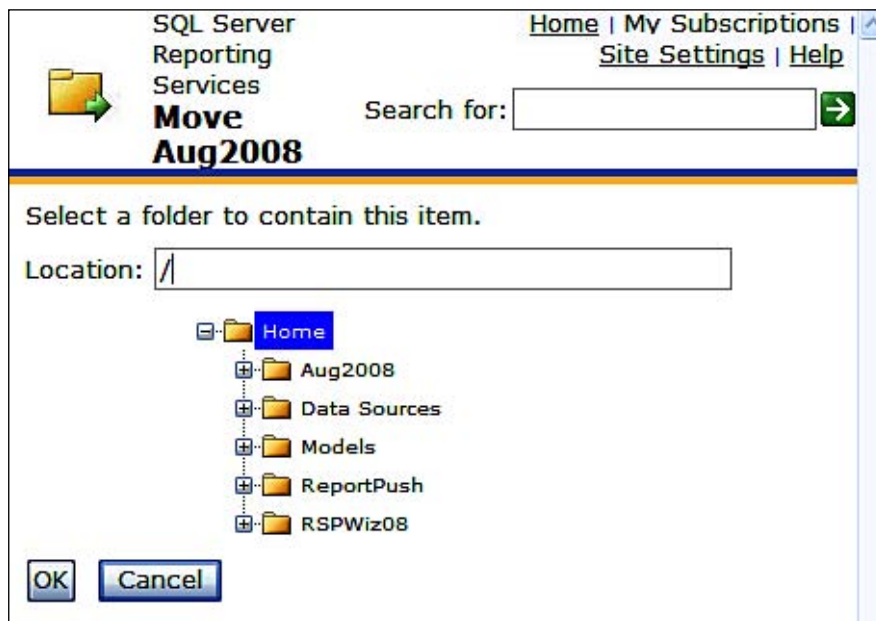 SQL Server
Reporting
Services
Move
Aug2008
Home | My Subscriptions |
Site Settings | Help
Search for:
Select a folder to contain this item.
Location: /
Home
Aug2008
Data Sources
Models
ReportPush
RSPWiz08
OK Cancel